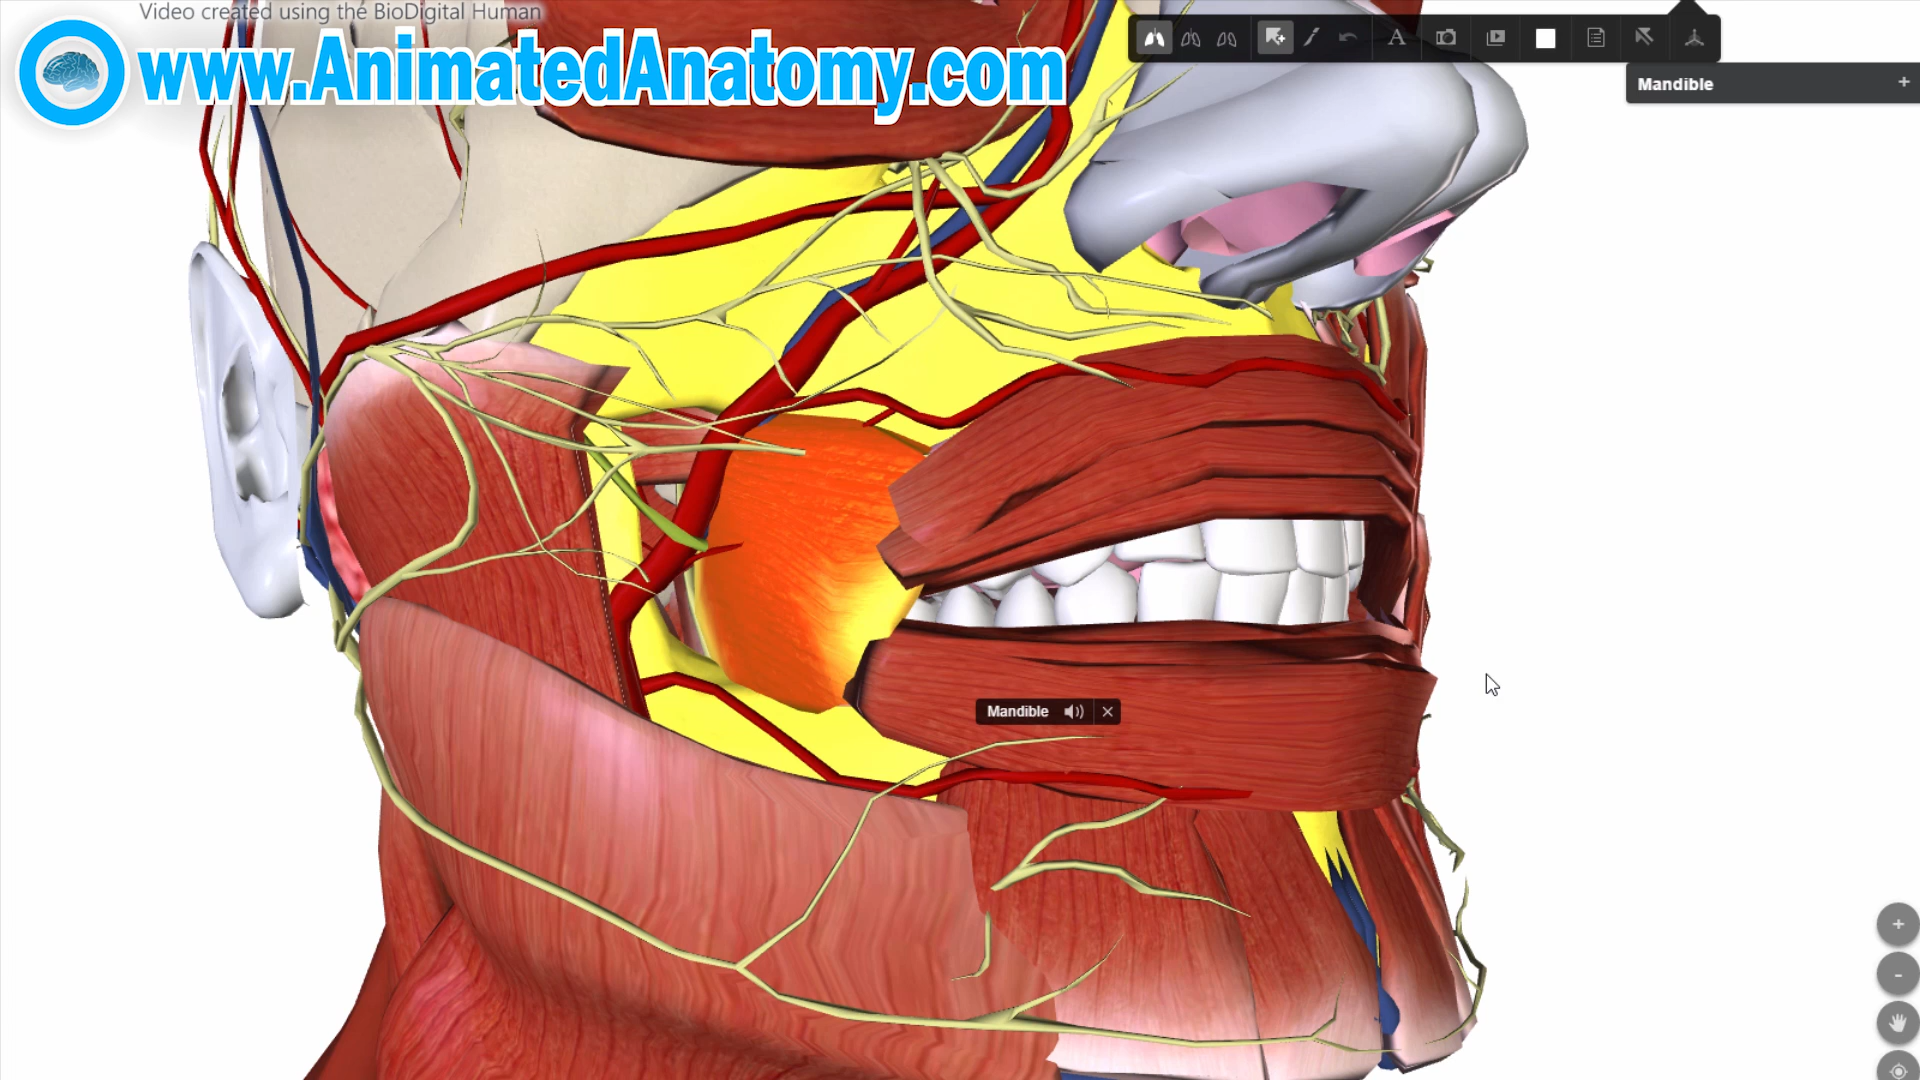 Video created using the BioDigital Human
www.AnimatedAnatomy.com
A
Mandible +
Mandible
+
-